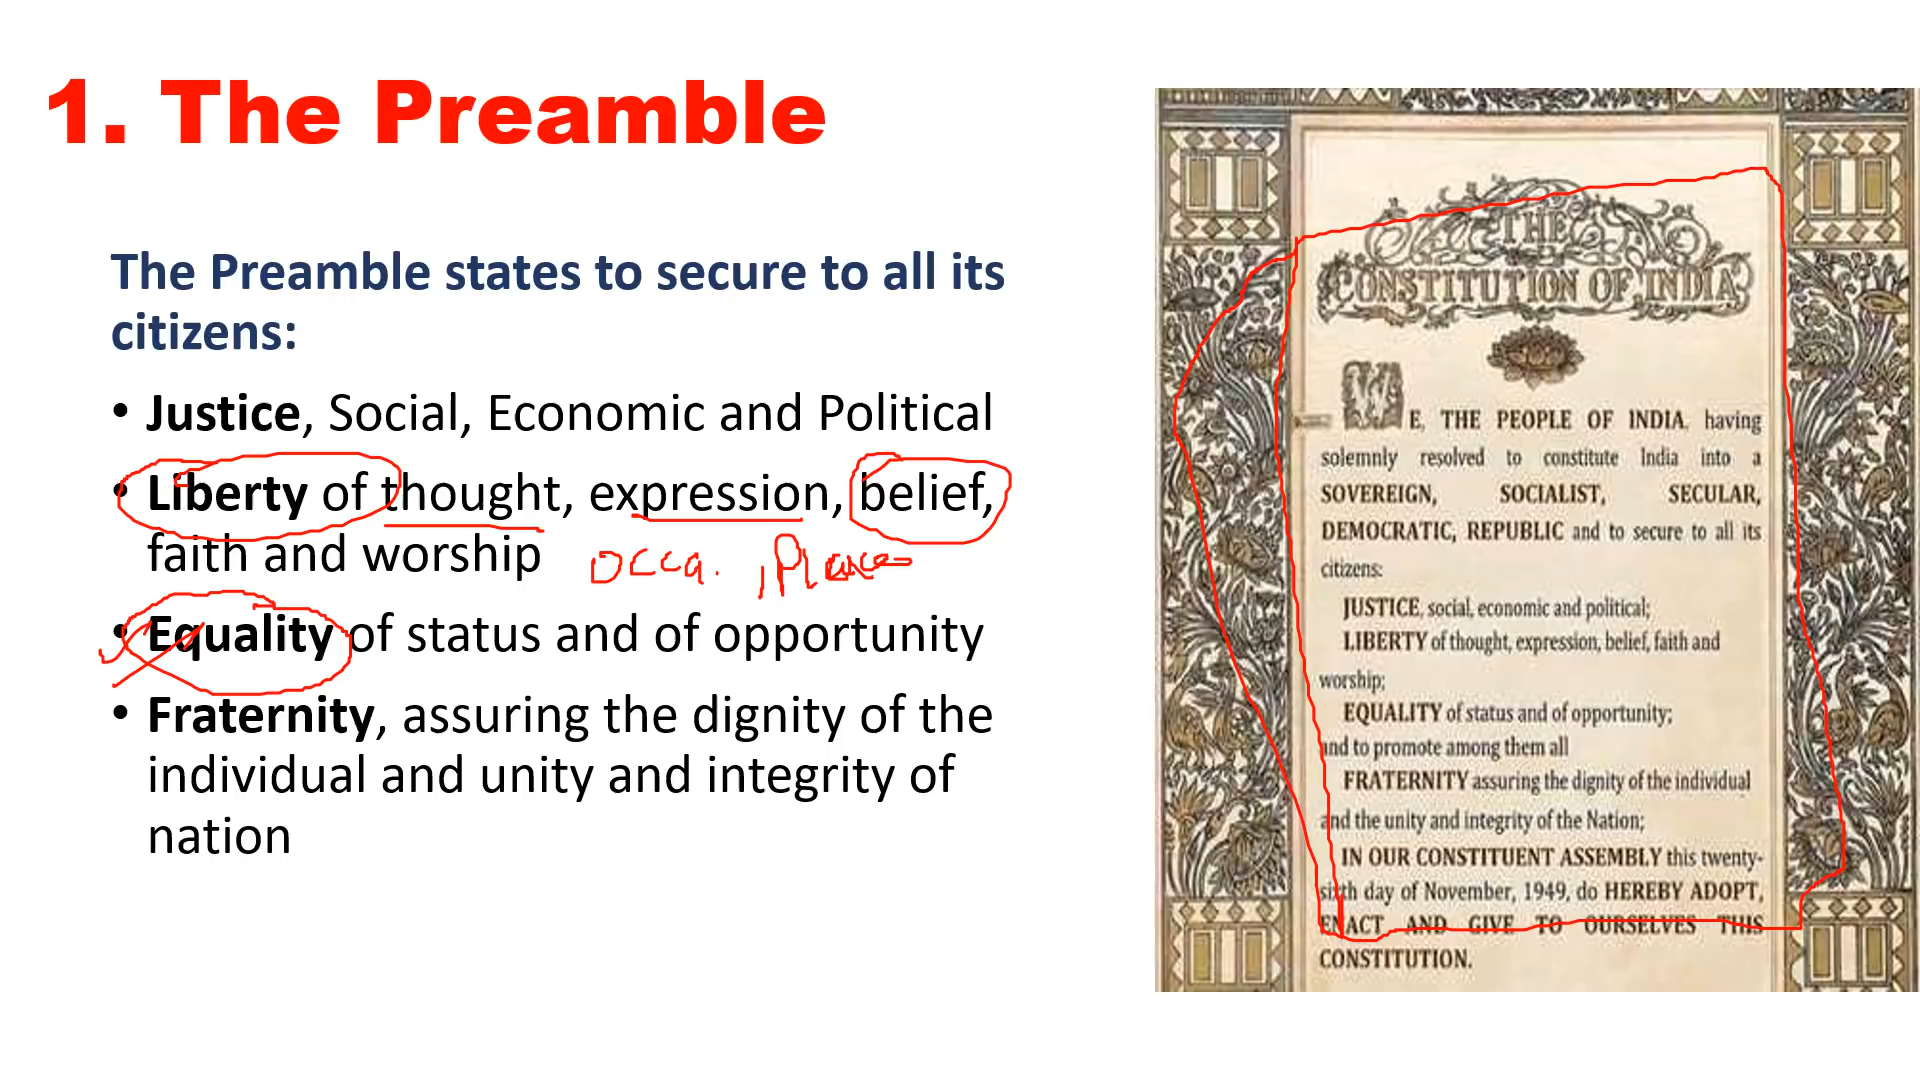 1. The Preamble
The Preamble states to secure to all its
citizens:
• Justice, Social, Economic and Political
• Liberty of thought, expression, belief,
faith and worship
occa. , Place
• Equality of status and of opportunity
• Fraternity, assuring the dignity of the
individual and unity and integrity of
nation
THE
CONSTITUTION OF INDIA
WE, THE PEOPLE OF INDIA, having
solemnly resolved to constitute India into a
SOVEREIGN, SOCIALIST, SECULAR,
DEMOCRATIC, REPUBLIC and to secure to all its
citizens:
JUSTICE, social, economic and political;
LIBERTY of thought, expression, belief, faith and
worship;
EQUALITY of status and of opportunity;
and to promote among them all
FRATERNITY assuring the dignity of the individual
and the unity and integrity of the Nation;
IN OUR CONSTITUENT ASSEMBLY this twenty-
sixth day of November, 1949, do HEREBY ADOPT,
ENACT AND GIVE TO OURSELVES THIS
CONSTITUTION.